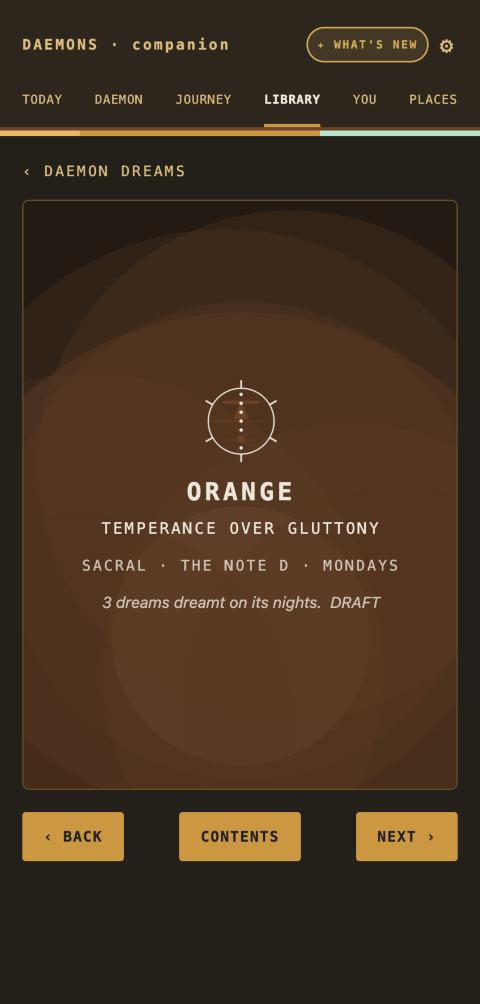 DAEMONS · companion
✦ WHAT'S NEW
TODAY DAEMON JOURNEY LIBRARY YOU PLACES
‹ DAEMON DREAMS
ORANGE
TEMPERANCE OVER GLUTTONY
SACRAL · THE NOTE D · MONDAYS
3 dreams dreamt on its nights. DRAFT
‹ BACK CONTENTS NEXT ›